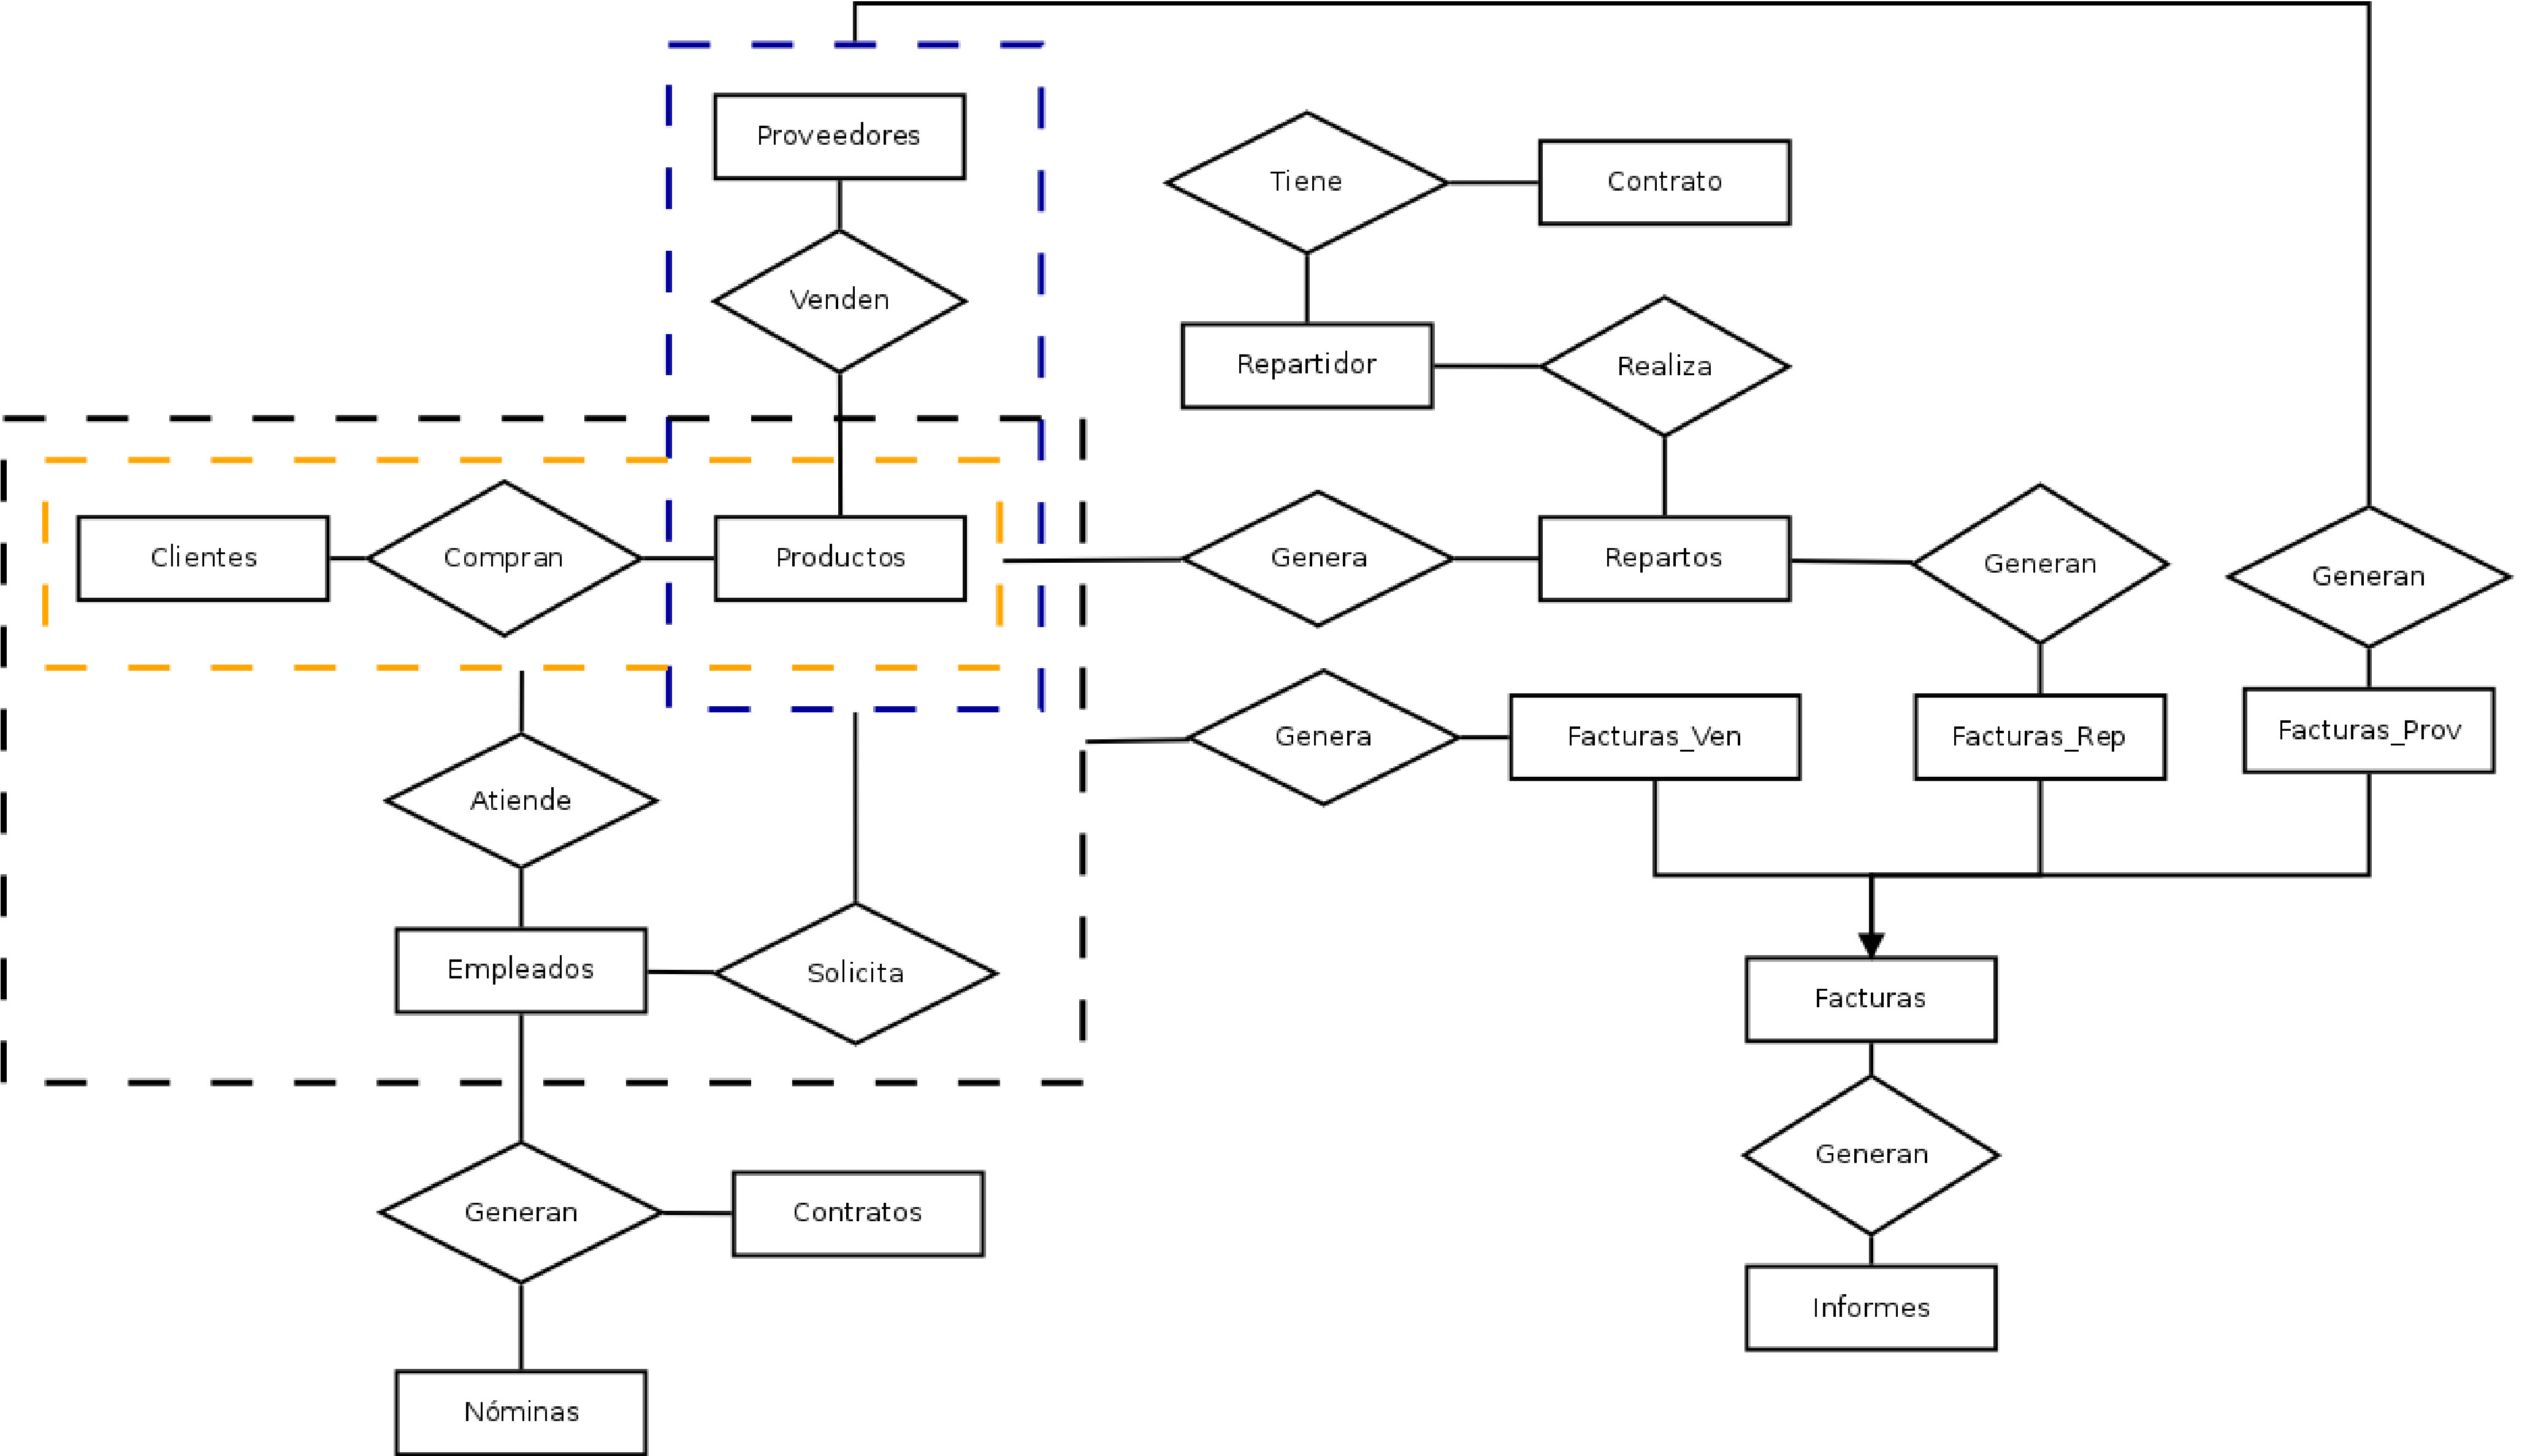 Proveedores
Tiene
Contrato
Venden
Repartidor
Realiza
Clientes
Compran
Productos
Genera
Repartos
Generan
Generan
Genera
Facturas_Ven
Facturas_Rep
Facturas_Prov
Atiende
Empleados
Solicita
Facturas
Generan
Generan
Contratos
Informes
Nóminas